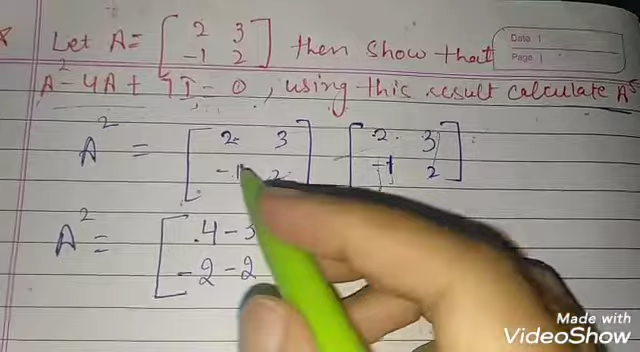 Let A = [ 2 3
-1 2 ] then show that
A² - 4A + 7I = 0, using this result calculate A⁵
Date
Page
A² = [ 2 3
-1 2 ] [ 2 3
-1 2 ]
A² = [ 4 - 3
-2 - 2
Made with
VideoShow